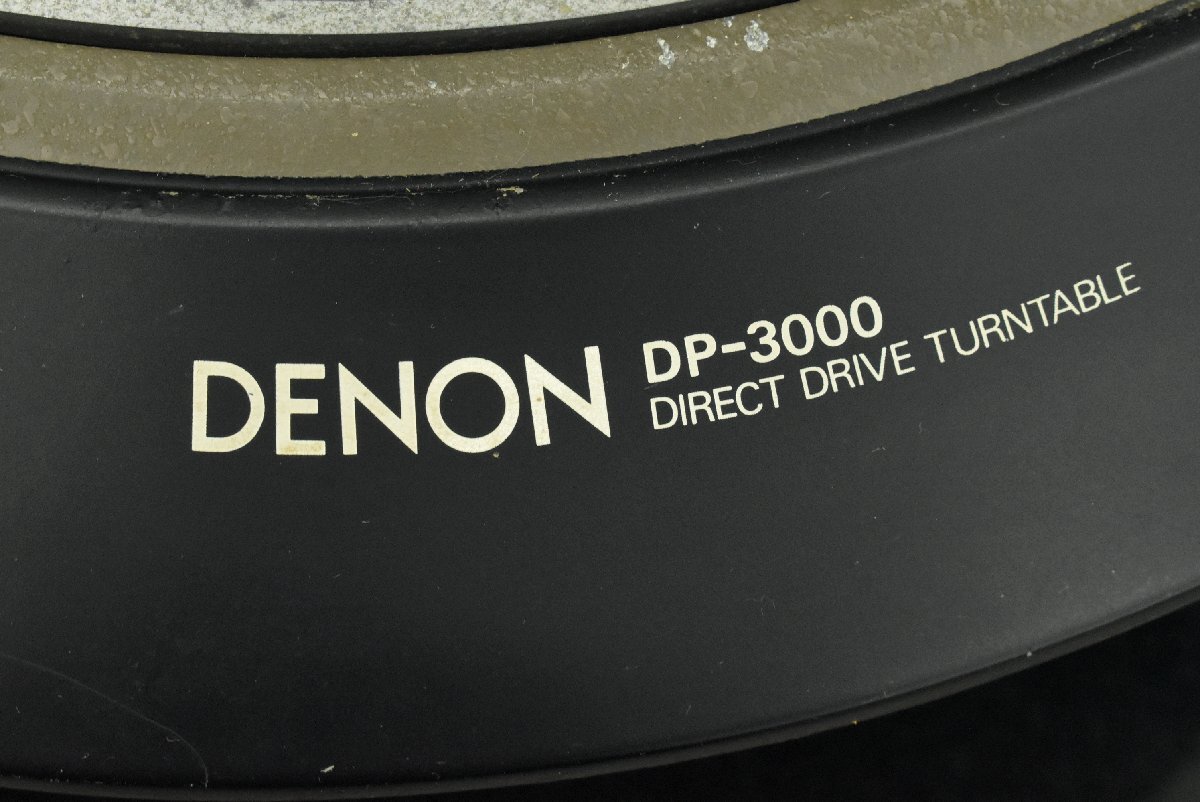 DENON DP-3000
DIRECT DRIVE TURNTABLE